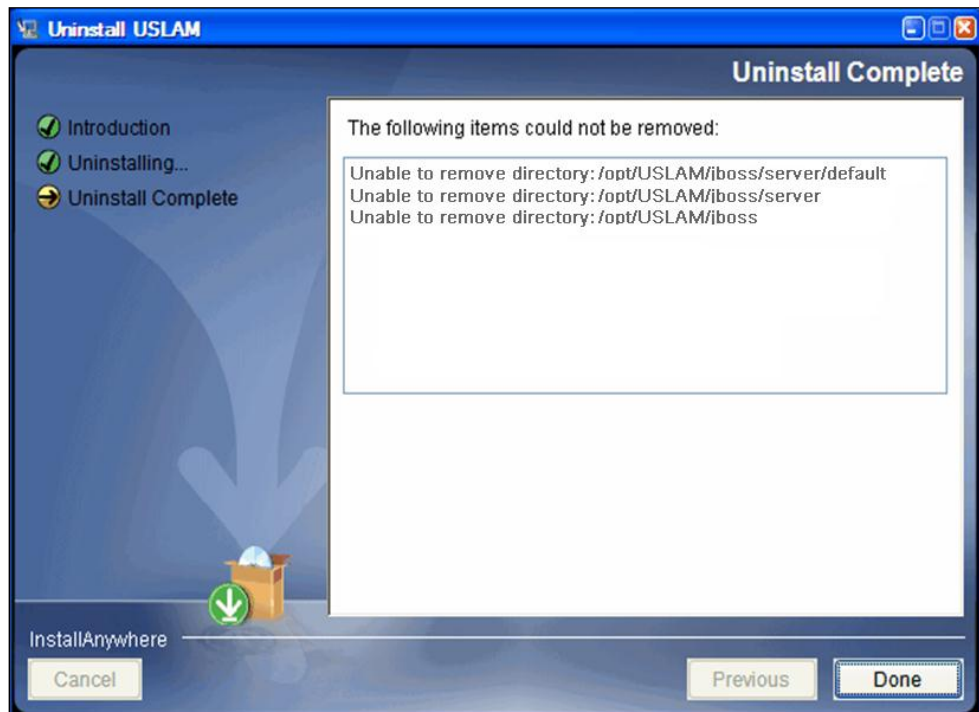 Uninstall USLAM
Uninstall Complete
Introduction
Uninstalling...
Uninstall Complete
The following items could not be removed:
Unable to remove directory: /opt/USLAM/jboss/server/default
Unable to remove directory: /opt/USLAM/jboss/server
Unable to remove directory: /opt/USLAM/jboss
InstallAnywhere
Cancel
Previous
Done